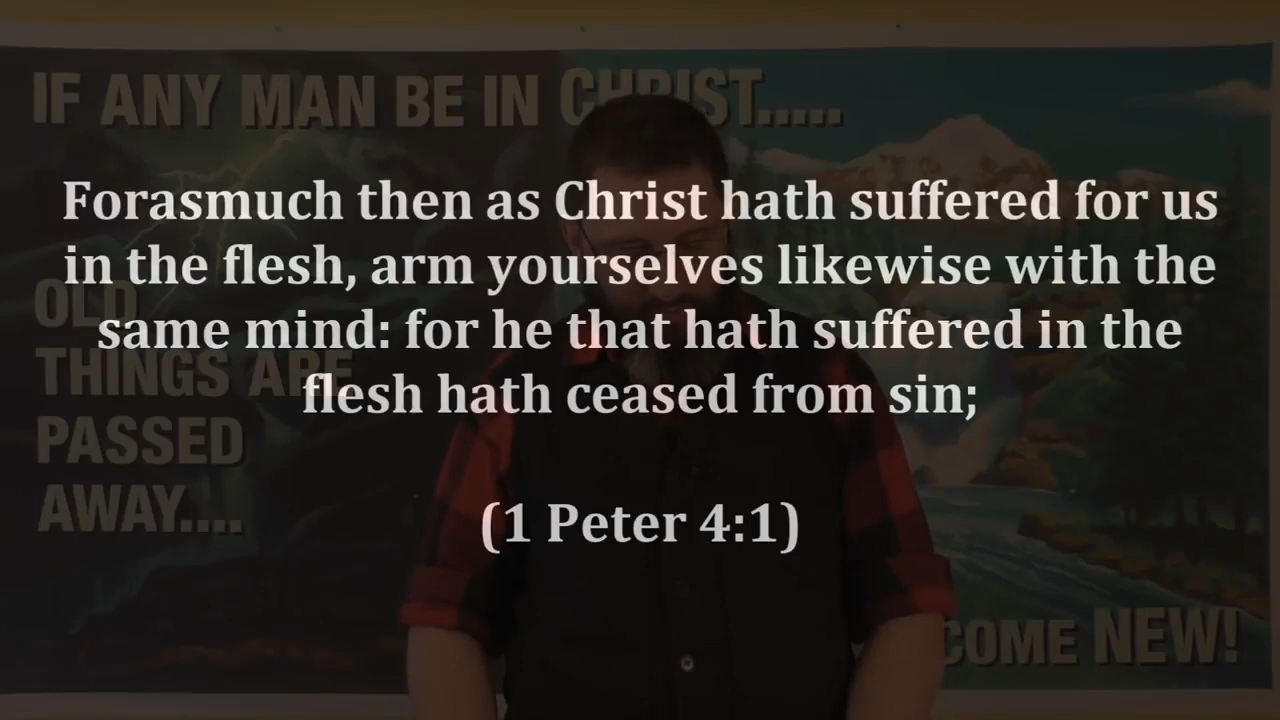 IF ANY MAN BE IN CHRIST.....
Forasmuch then as Christ hath suffered for us
in the flesh, arm yourselves likewise with the
same mind: for he that hath suffered in the
flesh hath ceased from sin;
(1 Peter 4:1)
OLD
THINGS ARE
PASSED
AWAY....
COME NEW!